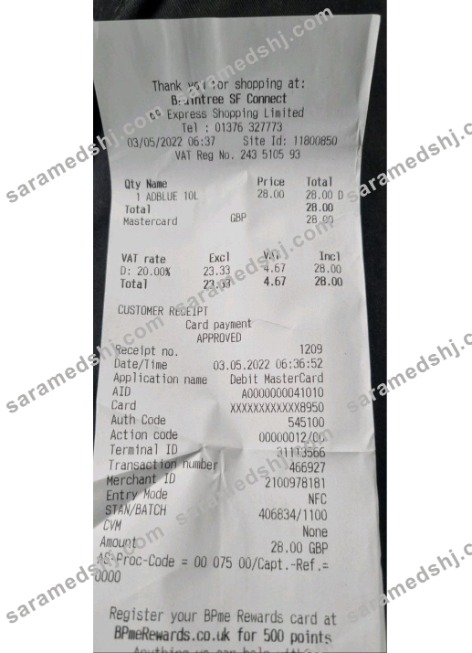 Thank you for shopping at:
Braintree SF Connect
BP Express Shopping Limited
Tel : 01376 327773
03/05/2022 06:37 Site Id: 11800850
VAT Reg No. 243 5105 93
Qty Name Price Total
1 ADBLUE 10L 28.00 28.00 D
Total 28.00
Mastercard GBP 28.00
VAT rate Excl VAT Incl
D: 20.00% 23.33 4.67 28.00
Total 23.33 4.67 28.00
CUSTOMER RECEIPT
Card payment
APPROVED
Receipt no. 1209
Date/Time 03.05.2022 06:36:52
Application name Debit MasterCard
AID A0000000041010
Card XXXXXXXXXXXX8950
Auth Code 545100
Action code 00000012/00
Terminal ID 31113566
Transaction number 466927
Merchant ID 2100978181
Entry Mode NFC
STAN/BATCH 406834/1100
CVM None
Amount 28.00 GBP
AS-Proc-Code = 00 075 00/Capt.-Ref.=
0000
Register your BPme Rewards card at
BPmeRewards.co.uk for 500 points
saramedshj.com